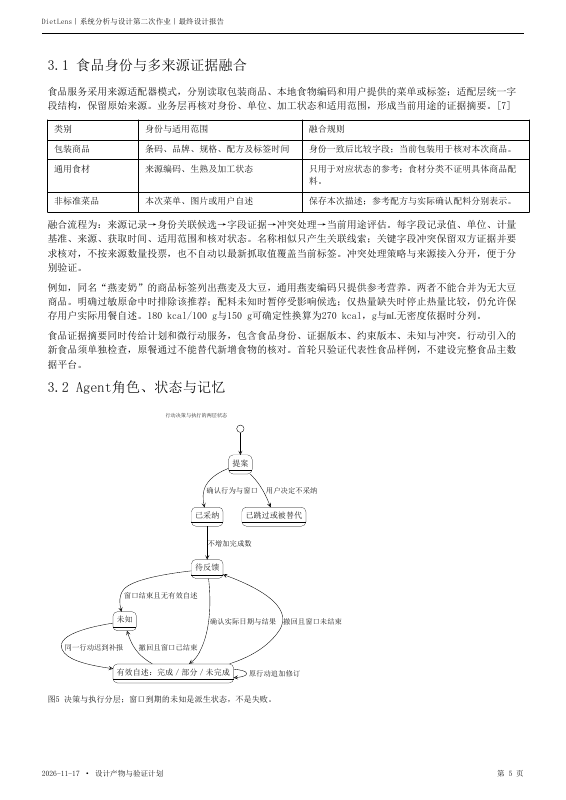 DietLens｜系统分析与设计第二次作业｜最终设计报告
3.1 食品身份与多来源证据融合
食品服务采用来源适配器模式，分别读取包装商品、本地食物编码和用户提供的菜单或标签；适配层统一字
段结构，保留原始来源。业务层再核对身份、单位、加工状态和适用范围，形成当前用途的证据摘要。[7]
类别 身份与适用范围 融合规则
包装商品 条码、品牌、规格、配方及标签时间 身份一致后比较字段；当前包装用于核对本次商品。
通用食材 来源编码、生熟及加工状态 只用于对应状态的参考；食材分类不证明具体商品配
料。
非标准菜品 本次菜单、图片或用户自述 保存本次描述；参考配方与实际确认配料分别表示。
融合流程为：来源记录→身份关联候选→字段证据→冲突处理→当前用途评估。每字段记录值、单位、计量
基准、来源、获取时间、适用范围和核对状态。名称相似只产生关联线索；关键字段冲突保留双方证据并要
求核对，不按来源数量投票，也不自动以最新抓取值覆盖当前标签。冲突处理策略与来源接入分开，便于分
别验证。
例如，同名“燕麦奶”的商品标签列出燕麦及大豆，通用燕麦编码只提供参考营养。两者不能合并为无大豆
商品。明确过敏原命中时排除该推荐；配料未知时暂停受影响候选；仅热量缺失时停止热量比较，仍允许保
存用户实际用餐自述。180 kcal/100 g与150 g可确定性换算为270 kcal，g与mL无密度依据时分列。
食品证据摘要同时传给计划和微行动服务，包含食品身份、证据版本、约束版本、未知与冲突。行动引入的
新食品须单独检查，原餐通过不能替代新增食物的核对。首轮只验证代表性食品样例，不建设完整食品主数
据平台。
3.2 Agent角色、状态与记忆
行动决策与执行的两层状态
提案
确认行为与窗口 用户决定不采纳
已采纳 已跳过或被替代
不增加完成数
待反馈
窗口结束且无有效自述
未知 确认实际日期与结果 撤回且窗口未结束
同一行动迟到补报 撤回且窗口已结束
有效自述：完成 / 部分 / 未完成 原行动追加修订
图5 决策与执行分层；窗口到期的未知是派生状态，不是失败。
2026-11-17 • 设计产物与验证计划 第 5 页